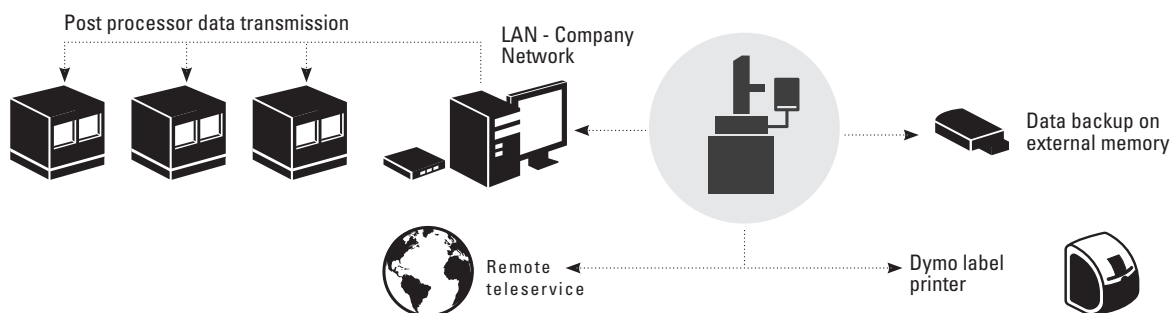 Post processor data transmission
LAN - Company
Network
Data backup on
external memory
Remote
teleservice
Dymo label
printer